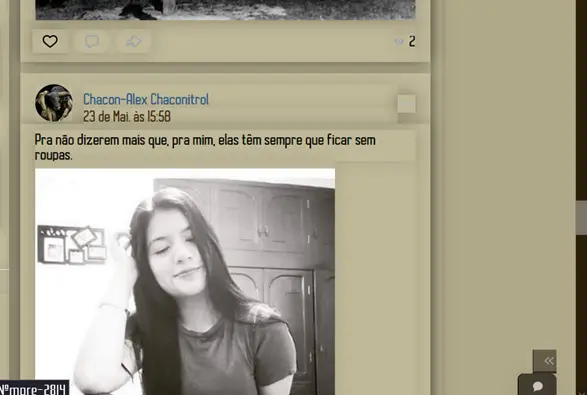 2
Chacon-Alex Chaconitrol
23 de Mai. às 15:58
Pra não dizerem mais que, pra mim, elas têm sempre que ficar sem
roupas.
Nºmore-2814